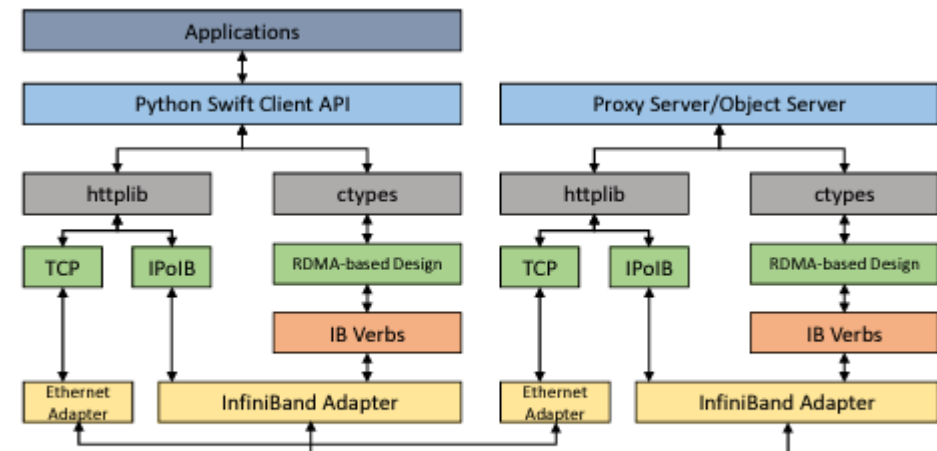 Applications
Python Swift Client API
Proxy Server/Object Server
httplib
ctypes
httplib
ctypes
TCP
IPoIB
RDMA-based Design
TCP
IPoIB
RDMA-based Design
IB Verbs
IB Verbs
Ethernet
Adapter
InfiniBand Adapter
Ethernet
Adapter
InfiniBand Adapter